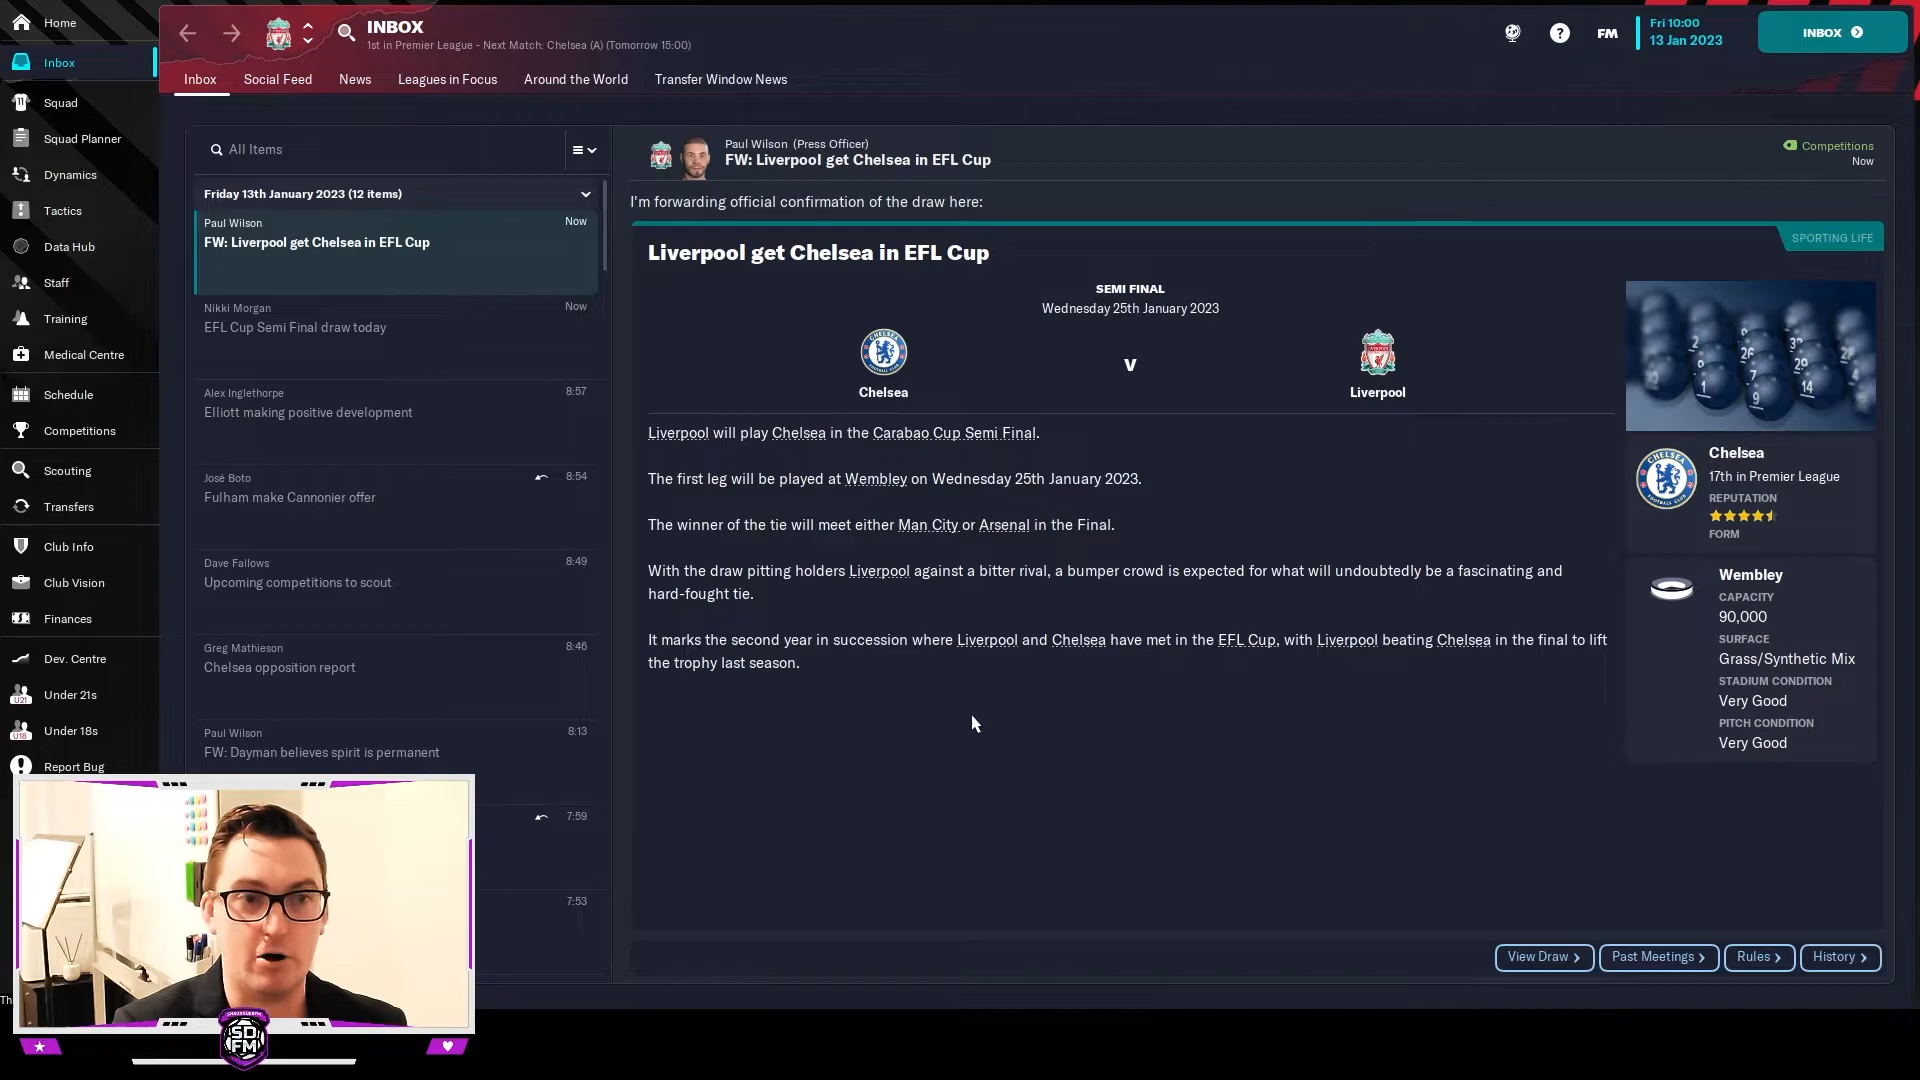 Home
Inbox
Squad
Squad Planner
Dynamics
Tactics
Data Hub
Staff
Training
Medical Centre
Schedule
Competitions
Scouting
Transfers
Club Info
Club Vision
Finances
Dev. Centre
Under 21s
Under 18s
Report Bug
INBOX
1st in Premier League - Next Match: Chelsea (A) (Tomorrow 15:00)
FM
Fri 10:00
13 Jan 2023
INBOX
Inbox Social Feed News Leagues in Focus Around the World Transfer Window News
All Items
Friday 13th January 2023 (12 items)
Paul Wilson Now
FW: Liverpool get Chelsea in EFL Cup
Nikki Morgan Now
EFL Cup Semi Final draw today
Alex Inglethorpe 8:57
Elliott making positive development
José Boto 8:54
Fulham make Cannonier offer
Dave Fallows 8:49
Upcoming competitions to scout
Greg Mathieson 8:46
Chelsea opposition report
Paul Wilson 8:13
FW: Dayman believes spirit is permanent
7:59
7:53
Paul Wilson (Press Officer)
FW: Liverpool get Chelsea in EFL Cup
Competitions
Now
I'm forwarding official confirmation of the draw here:
SPORTING LIFE
Liverpool get Chelsea in EFL Cup
SEMI FINAL
Wednesday 25th January 2023
Chelsea v Liverpool
Liverpool will play Chelsea in the Carabao Cup Semi Final.
The first leg will be played at Wembley on Wednesday 25th January 2023.
The winner of the tie will meet either Man City or Arsenal in the Final.
With the draw pitting holders Liverpool against a bitter rival, a bumper crowd is expected for what will undoubtedly be a fascinating and
hard-fought tie.
It marks the second year in succession where Liverpool and Chelsea have met in the EFL Cup, with Liverpool beating Chelsea in the final to lift
the trophy last season.
Chelsea
17th in Premier League
REPUTATION
FORM
Wembley
CAPACITY
90,000
SURFACE
Grass/Synthetic Mix
STADIUM CONDITION
Very Good
PITCH CONDITION
Very Good
View Draw Past Meetings Rules History
Th
SD
FM